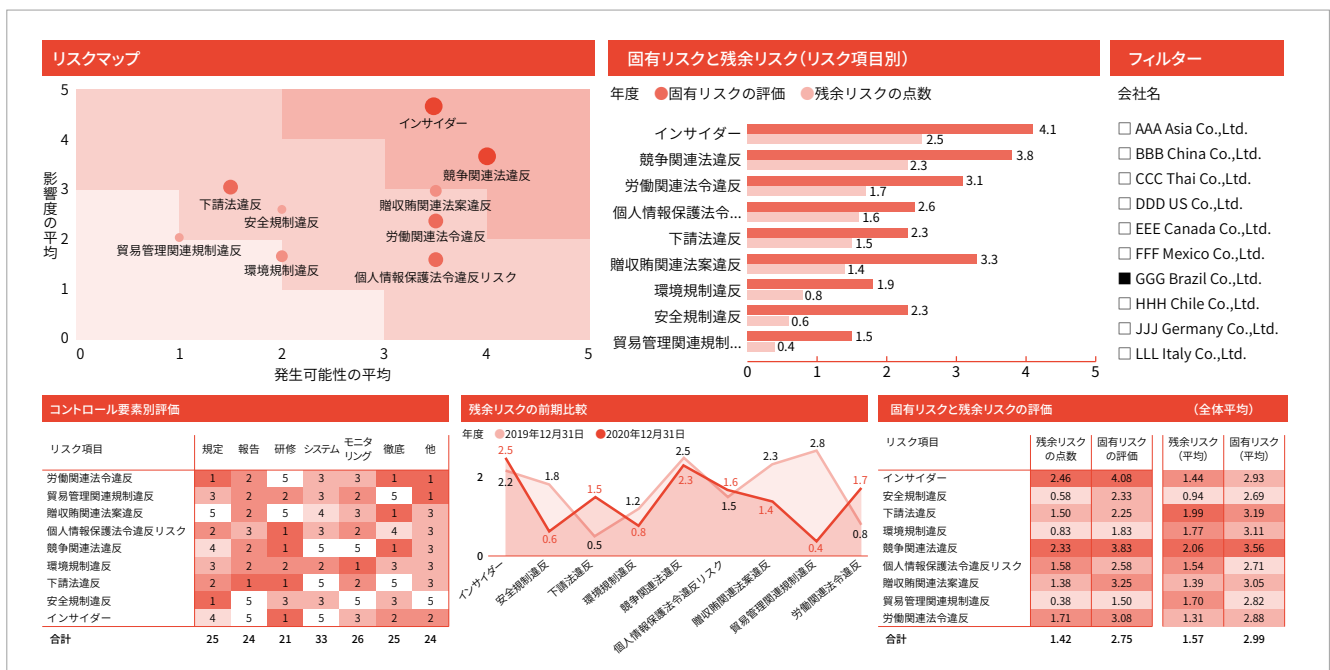 リスクマップ
5
4
3
2
1
0
影響度の平均
インサイダー
競争関連法違反
下請法違反
贈収賄関連法案違反
安全規制違反
労働関連法令違反
貿易管理関連規制違反
環境規制違反
個人情報保護法令違反リスク
0 1 2 3 4 5
発生可能性の平均
固有リスクと残余リスク(リスク項目別)
年度 固有リスクの評価 残余リスクの点数
インサイダー 4.1 2.5
競争関連法違反 3.8 2.3
労働関連法令違反 3.1 1.7
個人情報保護法令... 2.6 1.6
下請法違反 2.3 1.5
贈収賄関連法案違反 3.3 1.4
環境規制違反 1.9 0.8
安全規制違反 2.3 0.6
貿易管理関連規制... 1.5 0.4
0 1 2 3 4 5
フィルター
会社名
AAA Asia Co.,Ltd.
BBB China Co.,Ltd.
CCC Thai Co.,Ltd.
DDD US Co.,Ltd.
EEE Canada Co.,Ltd.
FFF Mexico Co.,Ltd.
GGG Brazil Co.,Ltd.
HHH Chile Co.,Ltd.
JJJ Germany Co.,Ltd.
LLL Italy Co.,Ltd.
コントロール要素別評価
リスク項目 規定 報告 研修 システム モニタリング 徹底 他
労働関連法令違反 1 2 5 3 3 1 1
貿易管理関連規制違反 3 2 2 3 2 5 1
贈収賄関連法案違反 5 2 5 4 3 1 3
個人情報保護法令違反リスク 2 3 1 3 2 4 3
競争関連法違反 4 2 1 5 5 1 3
環境規制違反 3 2 2 2 1 3 3
下請法違反 2 1 1 5 2 5 3
安全規制違反 1 5 3 3 5 3 5
インサイダー 4 5 1 5 3 2 2
合計 25 24 21 33 26 25 24
残余リスクの前期比較
年度 2019年12月31日 2020年12月31日
2
0
2.5
2.2
1.8
0.6
1.5
0.5
1.2
0.8
2.5
2.3
1.6
1.5
2.3
1.4
2.8
0.4
1.7
0.8
インサイダー
安全規制違反
下請法違反
環境規制違反
競争関連法違反
個人情報保護法令違反リスク
贈収賄関連法案違反
貿易管理関連規制違反
労働関連法令違反
固有リスクと残余リスクの評価 (全体平均)
リスク項目 残余リスクの点数 固有リスクの評価 残余リスク(平均) 固有リスク(平均)
インサイダー 2.46 4.08 1.44 2.93
安全規制違反 0.58 2.33 0.94 2.69
下請法違反 1.50 2.25 1.99 3.19
環境規制違反 0.83 1.83 1.77 3.11
競争関連法違反 2.33 3.83 2.06 3.56
個人情報保護法令違反リスク 1.58 2.58 1.54 2.71
贈収賄関連法案違反 1.38 3.25 1.39 3.05
貿易管理関連規制違反 0.38 1.50 1.70 2.82
労働関連法令違反 1.71 3.08 1.31 2.88
合計 1.42 2.75 1.57 2.99